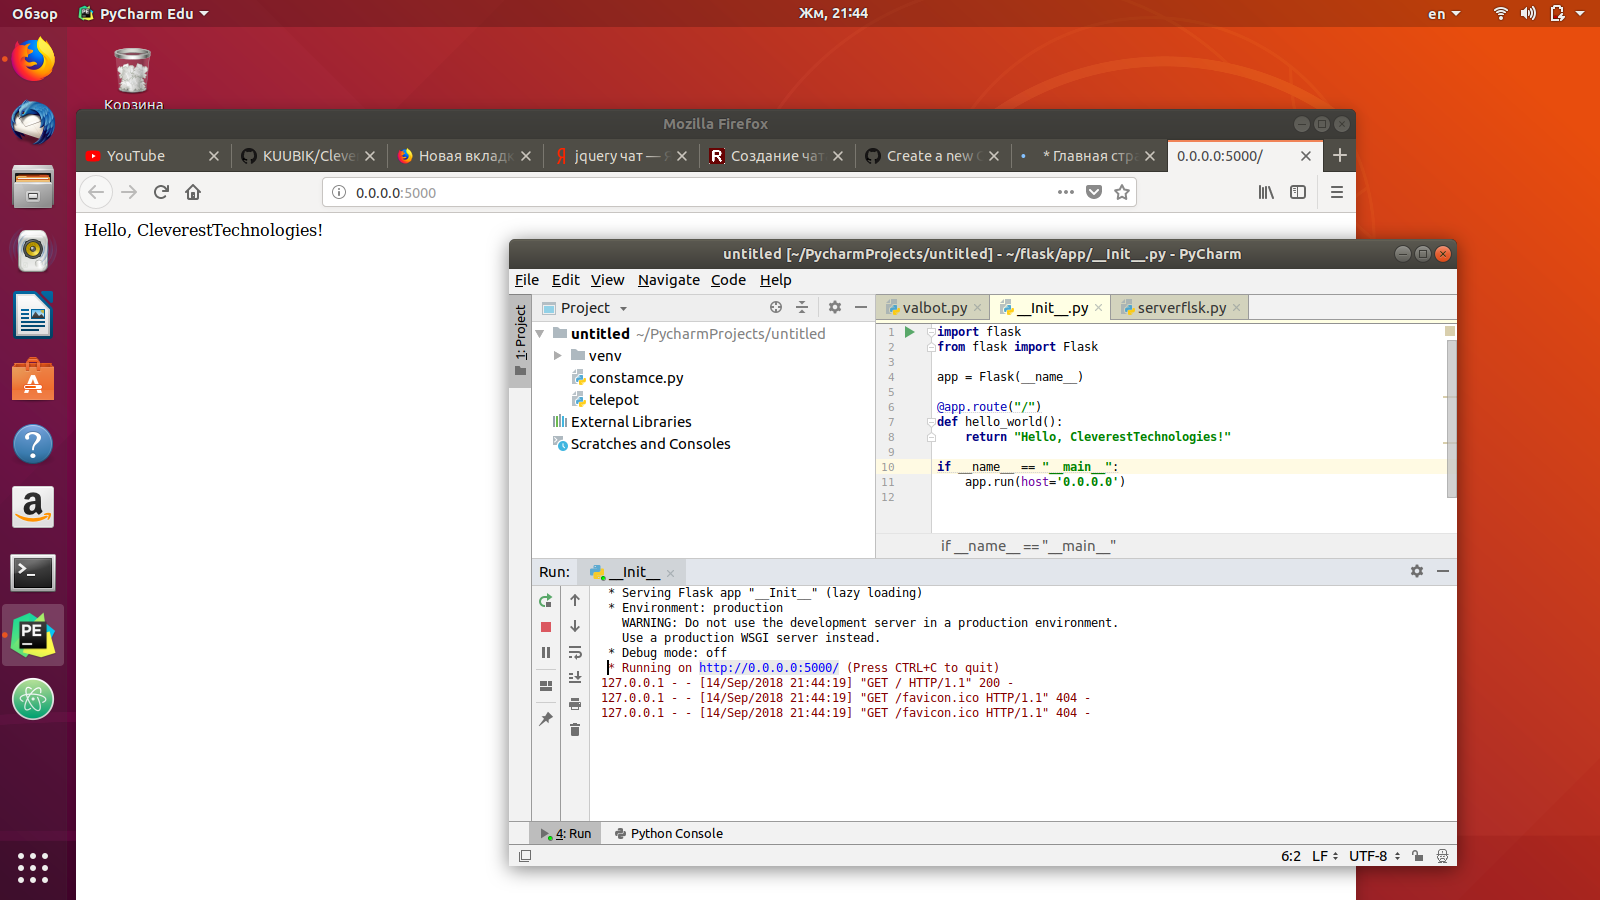 Обзор
PyCharm Edu
Жм, 21:44
en
Корзина
Mozilla Firefox
YouTube
KUUBIK/Cleve
Новая вкладк
jquery чат — Я
Создание чат
Create a new G
* Главная стра
0.0.0.0:5000/
0.0.0.0:5000
Hello, CleverestTechnologies!
untitled [~/PycharmProjects/untitled] - ~/flask/app/__Init__.py - PyCharm
File Edit View Navigate Code Help
1: Project
Project
untitled ~/PycharmProjects/untitled
venv
constamce.py
telepot
External Libraries
Scratches and Consoles
valbot.py
__Init__.py
serverflsk.py
1 import flask
2 from flask import Flask
3
4 app = Flask(__name__)
5
6 @app.route("/")
7 def hello_world():
8 return "Hello, CleverestTechnologies!"
9
10 if __name__ == "__main__":
11 app.run(host='0.0.0.0')
12
if __name__ == "__main__"
Run: __Init__
* Serving Flask app "__Init__" (lazy loading)
* Environment: production
WARNING: Do not use the development server in a production environment.
Use a production WSGI server instead.
* Debug mode: off
* Running on http://0.0.0.0:5000/ (Press CTRL+C to quit)
127.0.0.1 - - [14/Sep/2018 21:44:19] "GET / HTTP/1.1" 200 -
127.0.0.1 - - [14/Sep/2018 21:44:19] "GET /favicon.ico HTTP/1.1" 404 -
127.0.0.1 - - [14/Sep/2018 21:44:19] "GET /favicon.ico HTTP/1.1" 404 -
4: Run
Python Console
6:2 LF UTF-8
PE